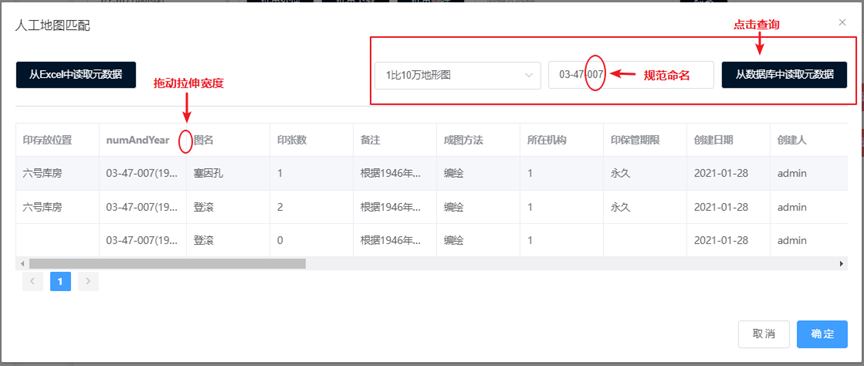 人工地图匹配
点击查询
从Excel中读取元数据
拖动拉伸宽度
1比10万地形图
03-47-007
规范命名
从数据库中读取元数据
印存放位置 numAndYear 图名 印张数 备注 成图方法 所在机构 印保管期限 创建日期 创建人
六号库房 03-47-007(19... 塞因孔 1 根据1946年... 编绘 1 永久 2021-01-28 admin
六号库房 03-47-007(19... 登滚 2 根据1946年... 编绘 1 永久 2021-01-28 admin
03-47-007(19... 登滚 0 根据1946年... 编绘 1 2021-01-28 admin
1
取消 确定